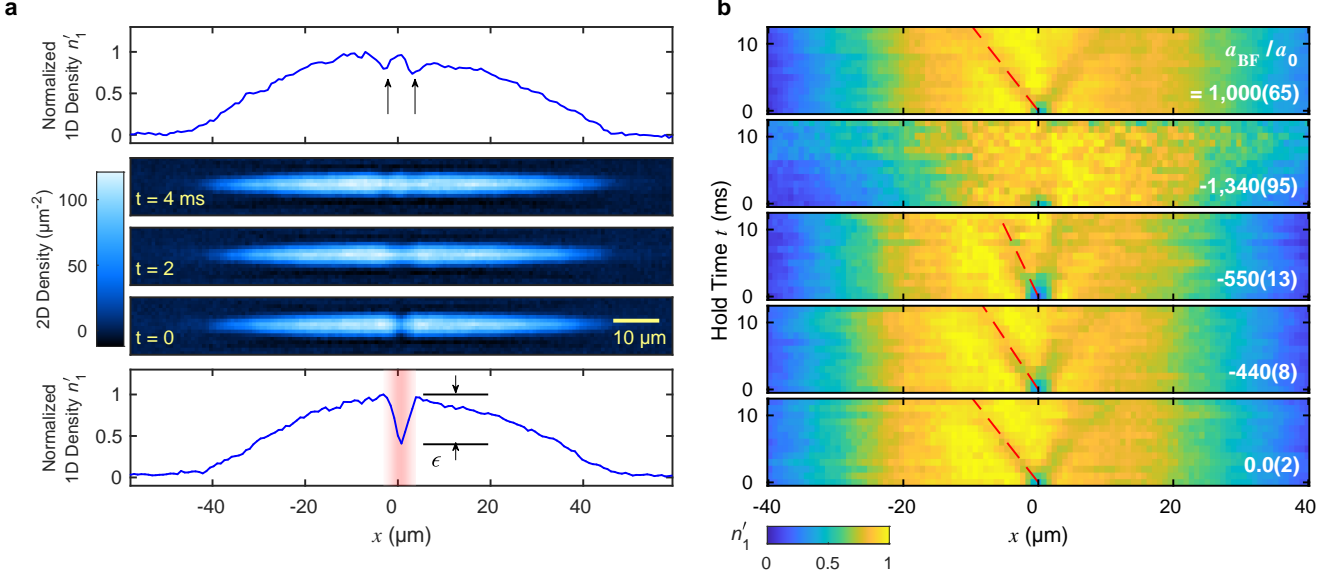 a
Normalized
1D Density n′1
1
0.5
0
2D Density (μm-2)
100
50
0
t = 4 ms
t = 2
t = 0
10 μm
Normalized
1D Density n′1
1
0.5
0
ϵ
-40
-20
0
20
40
x (μm)
b
Hold Time t (ms)
10
0
aBF /a0
= 1,000(65)
10
0
-1,340(95)
10
0
-550(13)
10
0
-440(8)
10
0
0.0(2)
-40
-20
0
20
40
x (μm)
n′1
0
0.5
1